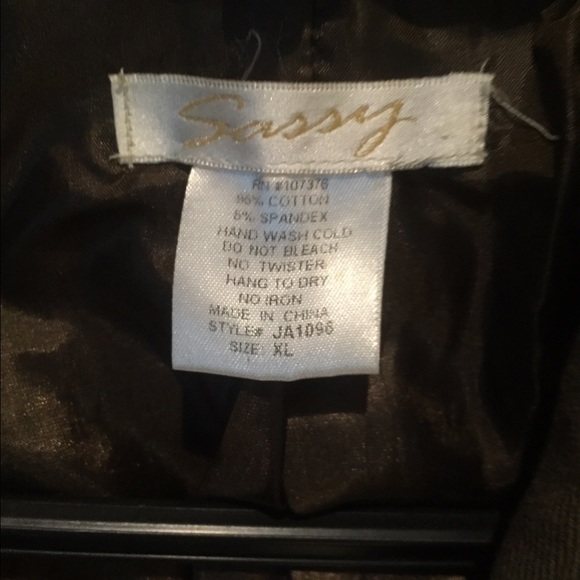 Sassy
RN #107376
95% COTTON
5% SPANDEX
HAND WASH COLD
DO NOT BLEACH
NO TWISTER
HANG TO DRY
NO IRON
MADE IN CHINA
STYLE# JA1096
SIZE: XL